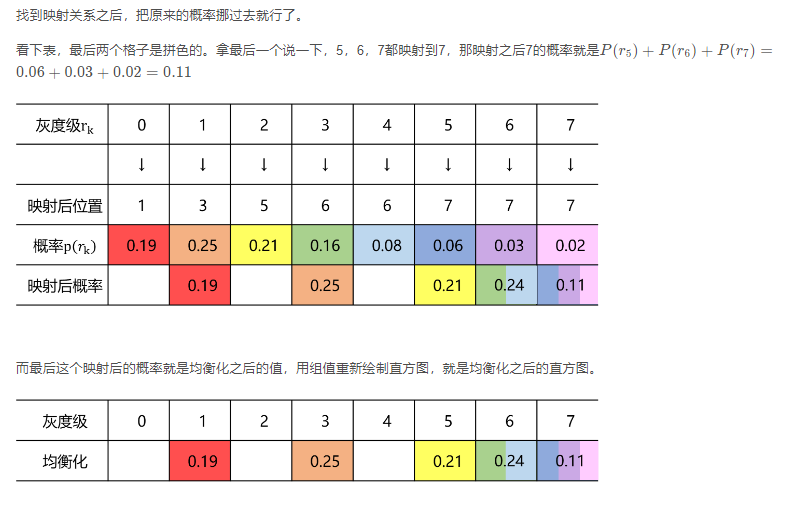 找到映射关系之后，把原来的概率挪过去就行了。
看下表，最后两个格子是拼色的。拿最后一个说一下，5，6，7都映射到7，那映射之后7的概率就是P(r₅) + P(r₆) + P(r₇) =
0.06 + 0.03 + 0.02 = 0.11
灰度级rₖ 0 1 2 3 4 5 6 7
↓ ↓ ↓ ↓ ↓ ↓ ↓ ↓
映射后位置 1 3 5 6 6 7 7 7
概率p(rₖ) 0.19 0.25 0.21 0.16 0.08 0.06 0.03 0.02
映射后概率 0.19 0.25 0.21 0.24 0.11
而最后这个映射后的概率就是均衡化之后的值，用组值重新绘制直方图，就是均衡化之后的直方图。
灰度级 0 1 2 3 4 5 6 7
均衡化 0.19 0.25 0.21 0.24 0.11